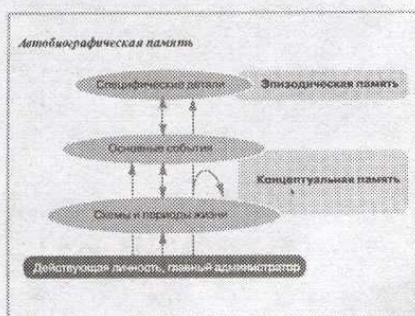 Автобиографическая память
Специфические детали
Эпизодическая память
Основные события
Концептуальная память
Схемы и периоды жизни
Действующая личность, главный администратор